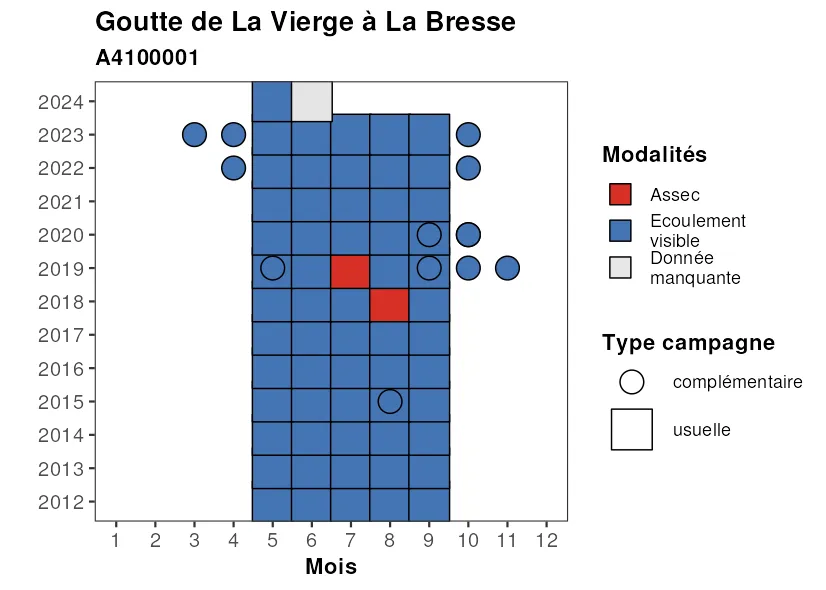 Goutte de La Vierge à La Bresse
A4100001
2024
2023
2022
2021
2020
2019
2018
2017
2016
2015
2014
2013
2012
1 2 3 4 5 6 7 8 9 10 11 12
Mois
Modalités
Assec
Ecoulement
visible
Donnée
manquante
Type campagne
complémentaire
usuelle